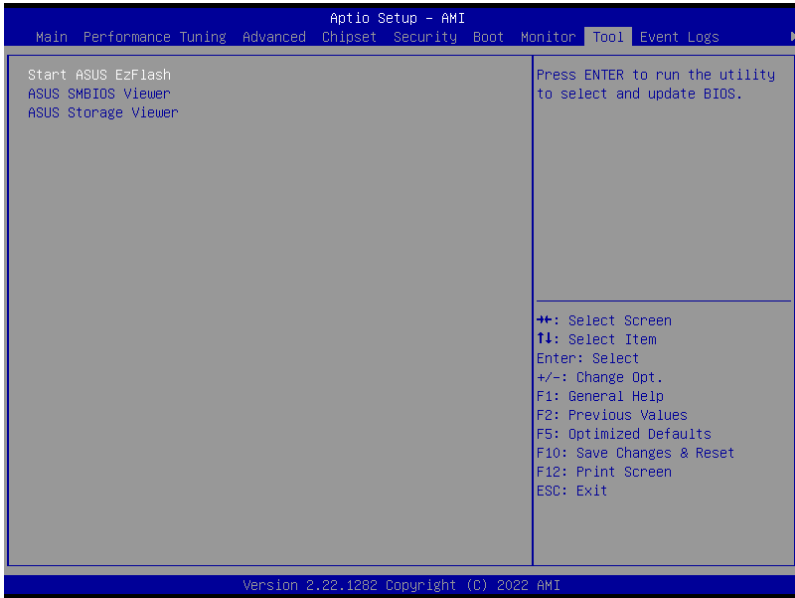 Aptio Setup – AMI
Main Performance Tuning Advanced Chipset Security Boot Monitor Tool Event Logs
Start ASUS EzFlash
ASUS SMBIOS Viewer
ASUS Storage Viewer
Press ENTER to run the utility
to select and update BIOS.
→←: Select Screen
↑↓: Select Item
Enter: Select
+/-: Change Opt.
F1: General Help
F2: Previous Values
F5: Optimized Defaults
F10: Save Changes & Reset
F12: Print Screen
ESC: Exit
Version 2.22.1282 Copyright (C) 2022 AMI